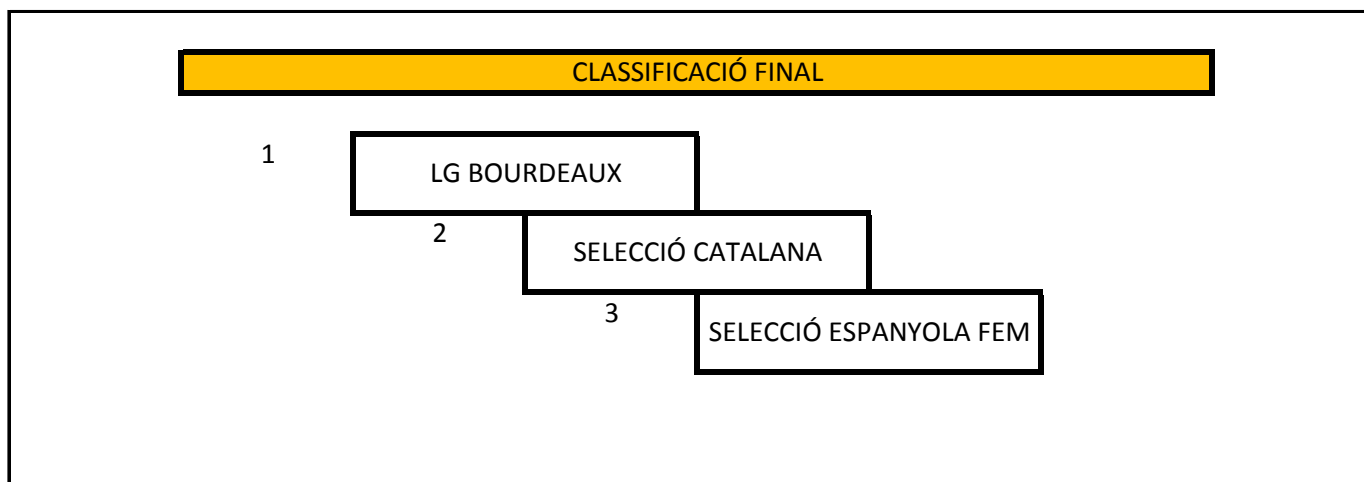 CLASSIFICACIÓ FINAL
1
LG BOURDEAUX
2
SELECCIÓ CATALANA
3
SELECCIÓ ESPANYOLA FEM